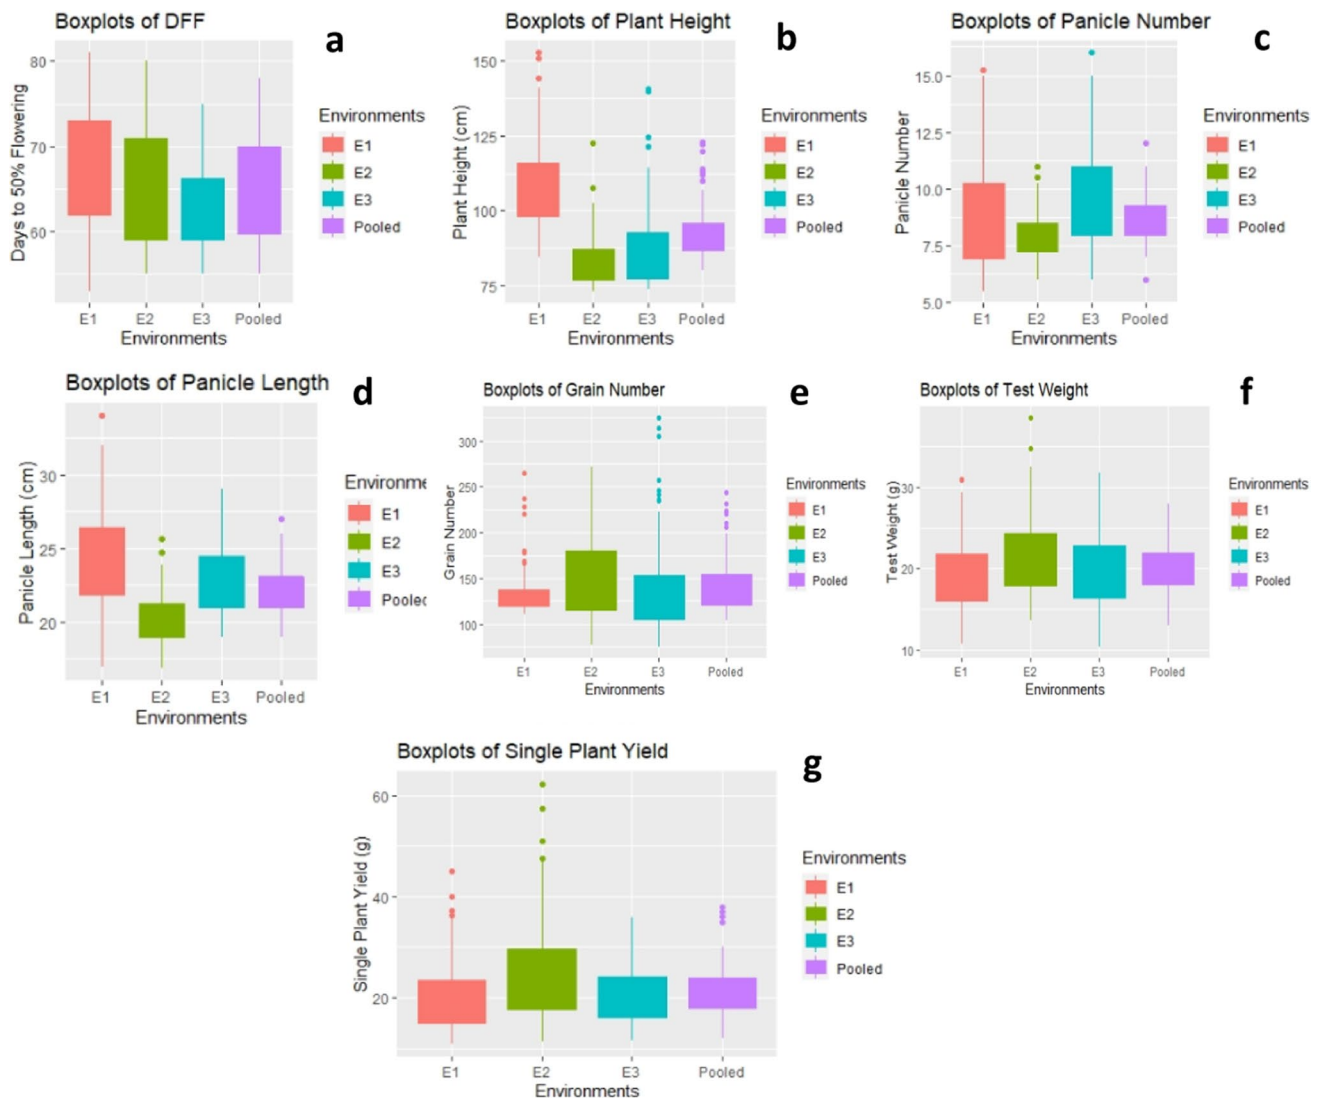 Boxplots of DFF
a
Days to 50% Flowering
80
70
60
E1
E2
E3
Pooled
Environments
Environments
E1
E2
E3
Pooled
Boxplots of Plant Height
b
Plant Height (cm)
150
125
100
75
E1
E2
E3
Pooled
Environments
Environments
E1
E2
E3
Pooled
Boxplots of Panicle Number
c
Panicle Number
15.0
12.5
10.0
7.5
5.0
E1
E2
E3
Pooled
Environments
Environments
E1
E2
E3
Pooled
Boxplots of Panicle Length
d
Panicle Length (cm)
30
25
20
E1
E2
E3
Pooled
Environments
Environme
E1
E2
E3
Poolec
Boxplots of Grain Number
e
Grain Number
300
250
200
150
100
E1
E2
E3
Pooled
Environments
Environments
E1
E2
E3
Pooled
Boxplots of Test Weight
f
Test Weight (g)
30
20
10
E1
E2
E3
Pooled
Environments
Environments
E1
E2
E3
Pooled
Boxplots of Single Plant Yield
g
Single Plant Yield (g)
60
40
20
E1
E2
E3
Pooled
Environments
Environments
E1
E2
E3
Pooled